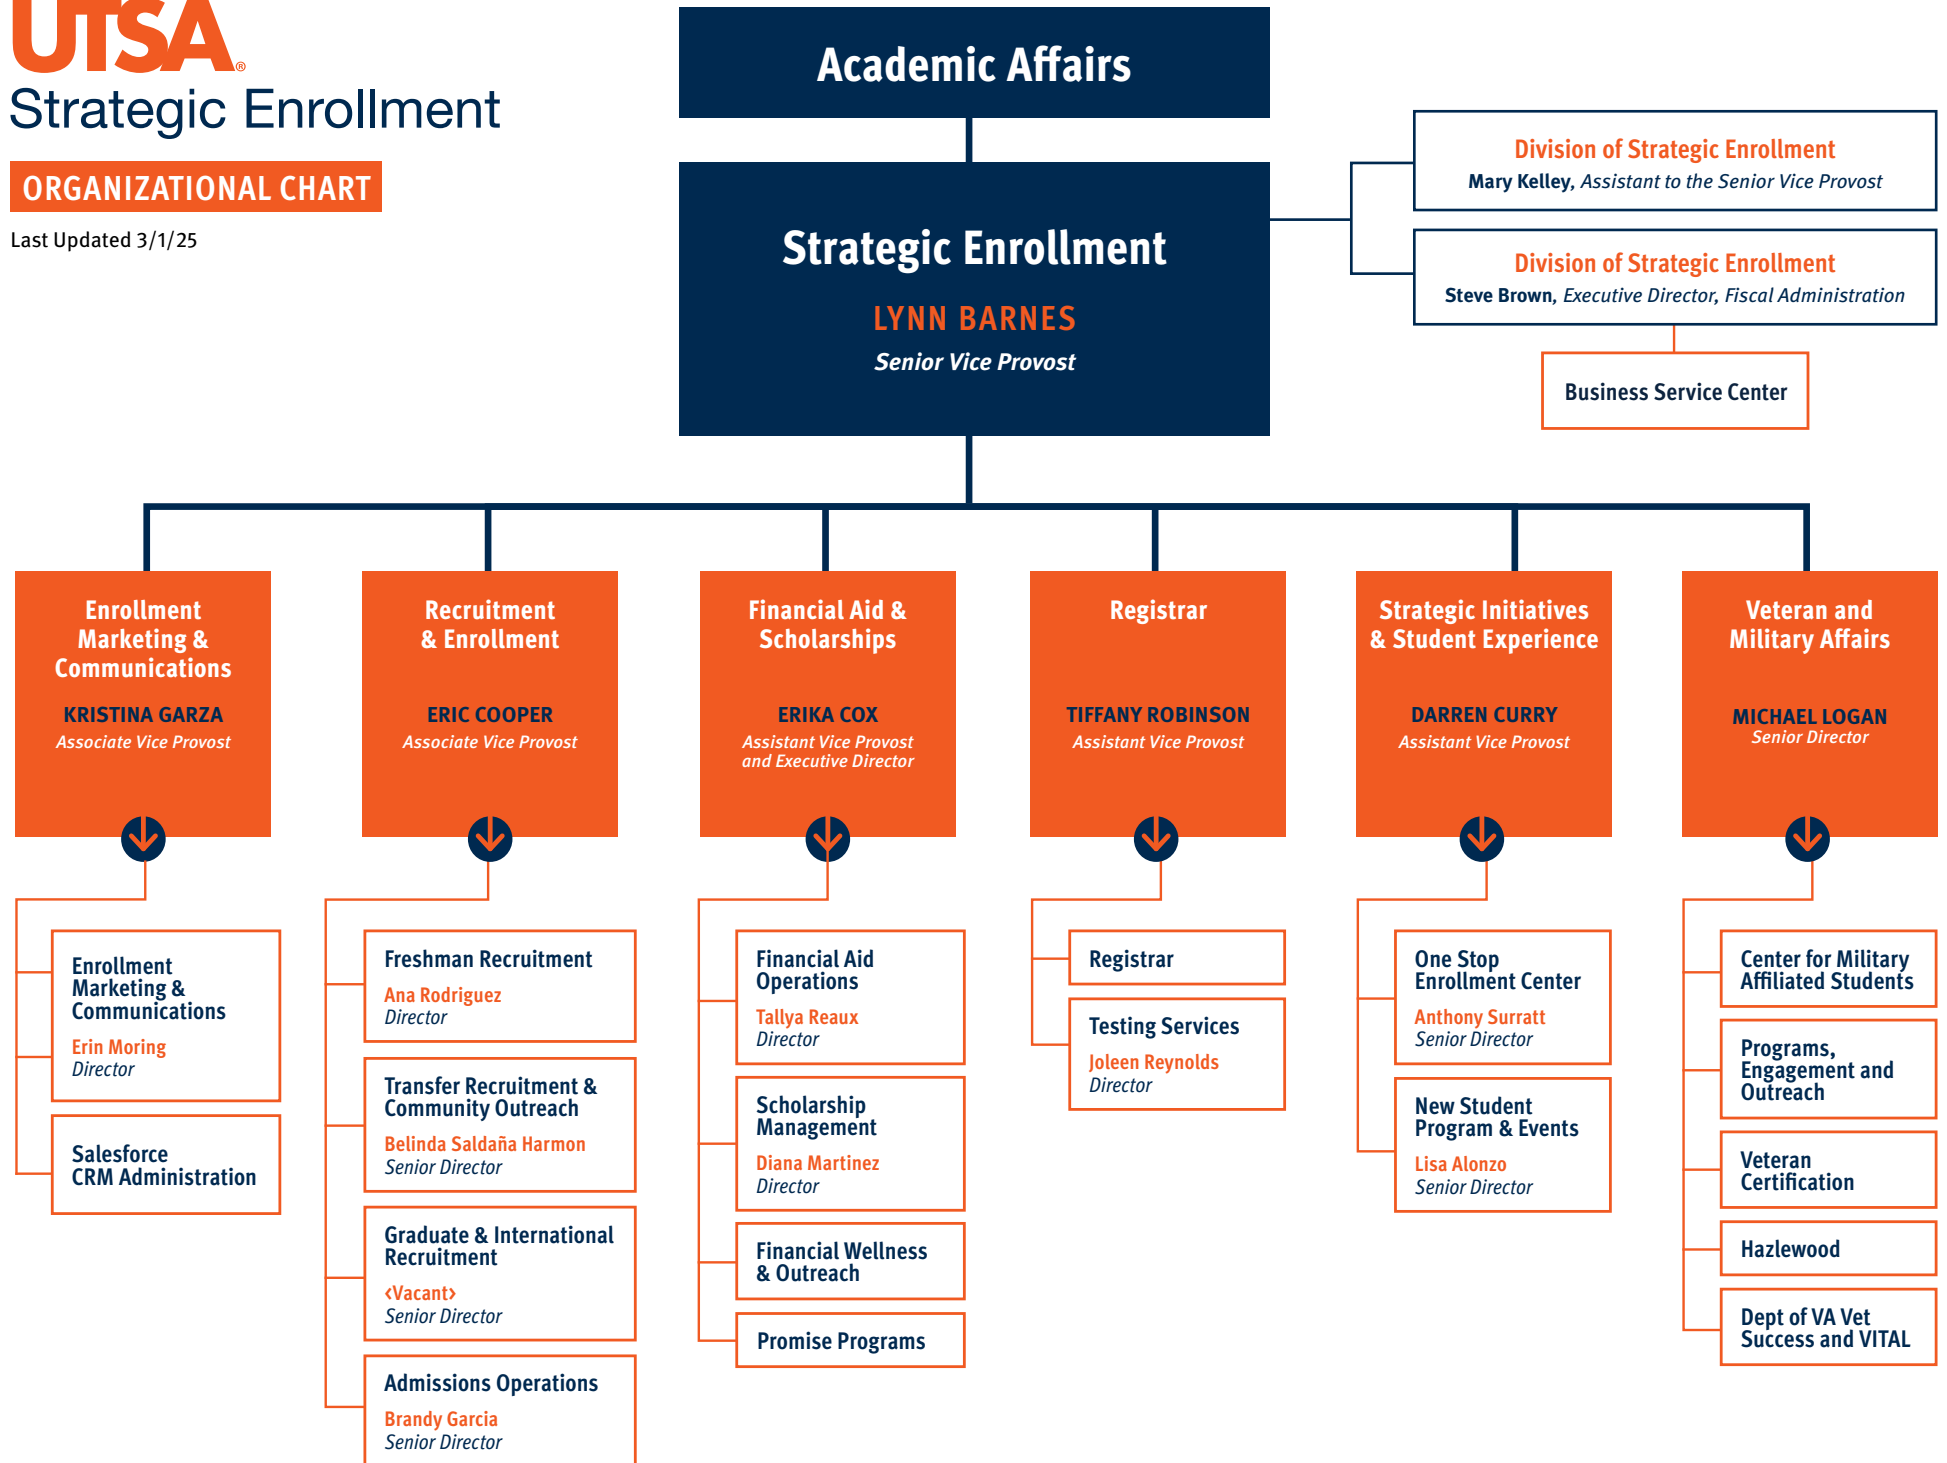 UTSA®
Strategic Enrollment
ORGANIZATIONAL CHART
Last Updated 3/1/25
Academic Affairs
Strategic Enrollment
LYNN BARNES
Senior Vice Provost
Division of Strategic Enrollment
Mary Kelley, Assistant to the Senior Vice Provost
Division of Strategic Enrollment
Steve Brown, Executive Director, Fiscal Administration
Business Service Center
Enrollment
Marketing &
Communications
KRISTINA GARZA
Associate Vice Provost
Enrollment
Marketing &
Communications
Erin Moring
Director
Salesforce
CRM Administration
Recruitment
& Enrollment
ERIC COOPER
Associate Vice Provost
Freshman Recruitment
Ana Rodriguez
Director
Transfer Recruitment &
Community Outreach
Belinda Saldaña Harmon
Senior Director
Graduate & International
Recruitment
<Vacant>
Senior Director
Admissions Operations
Brandy Garcia
Senior Director
Financial Aid &
Scholarships
ERIKA COX
Assistant Vice Provost
and Executive Director
Financial Aid
Operations
Tallya Reaux
Director
Scholarship
Management
Diana Martinez
Director
Financial Wellness
& Outreach
Promise Programs
Registrar
TIFFANY ROBINSON
Assistant Vice Provost
Registrar
Testing Services
Joleen Reynolds
Director
Strategic Initiatives
& Student Experience
DARREN CURRY
Assistant Vice Provost
One Stop
Enrollment Center
Anthony Surratt
Senior Director
New Student
Program & Events
Lisa Alonzo
Senior Director
Veteran and
Military Affairs
MICHAEL LOGAN
Senior Director
Center for Military
Affiliated Students
Programs,
Engagement and
Outreach
Veteran
Certification
Hazlewood
Dept of VA Vet
Success and VITAL